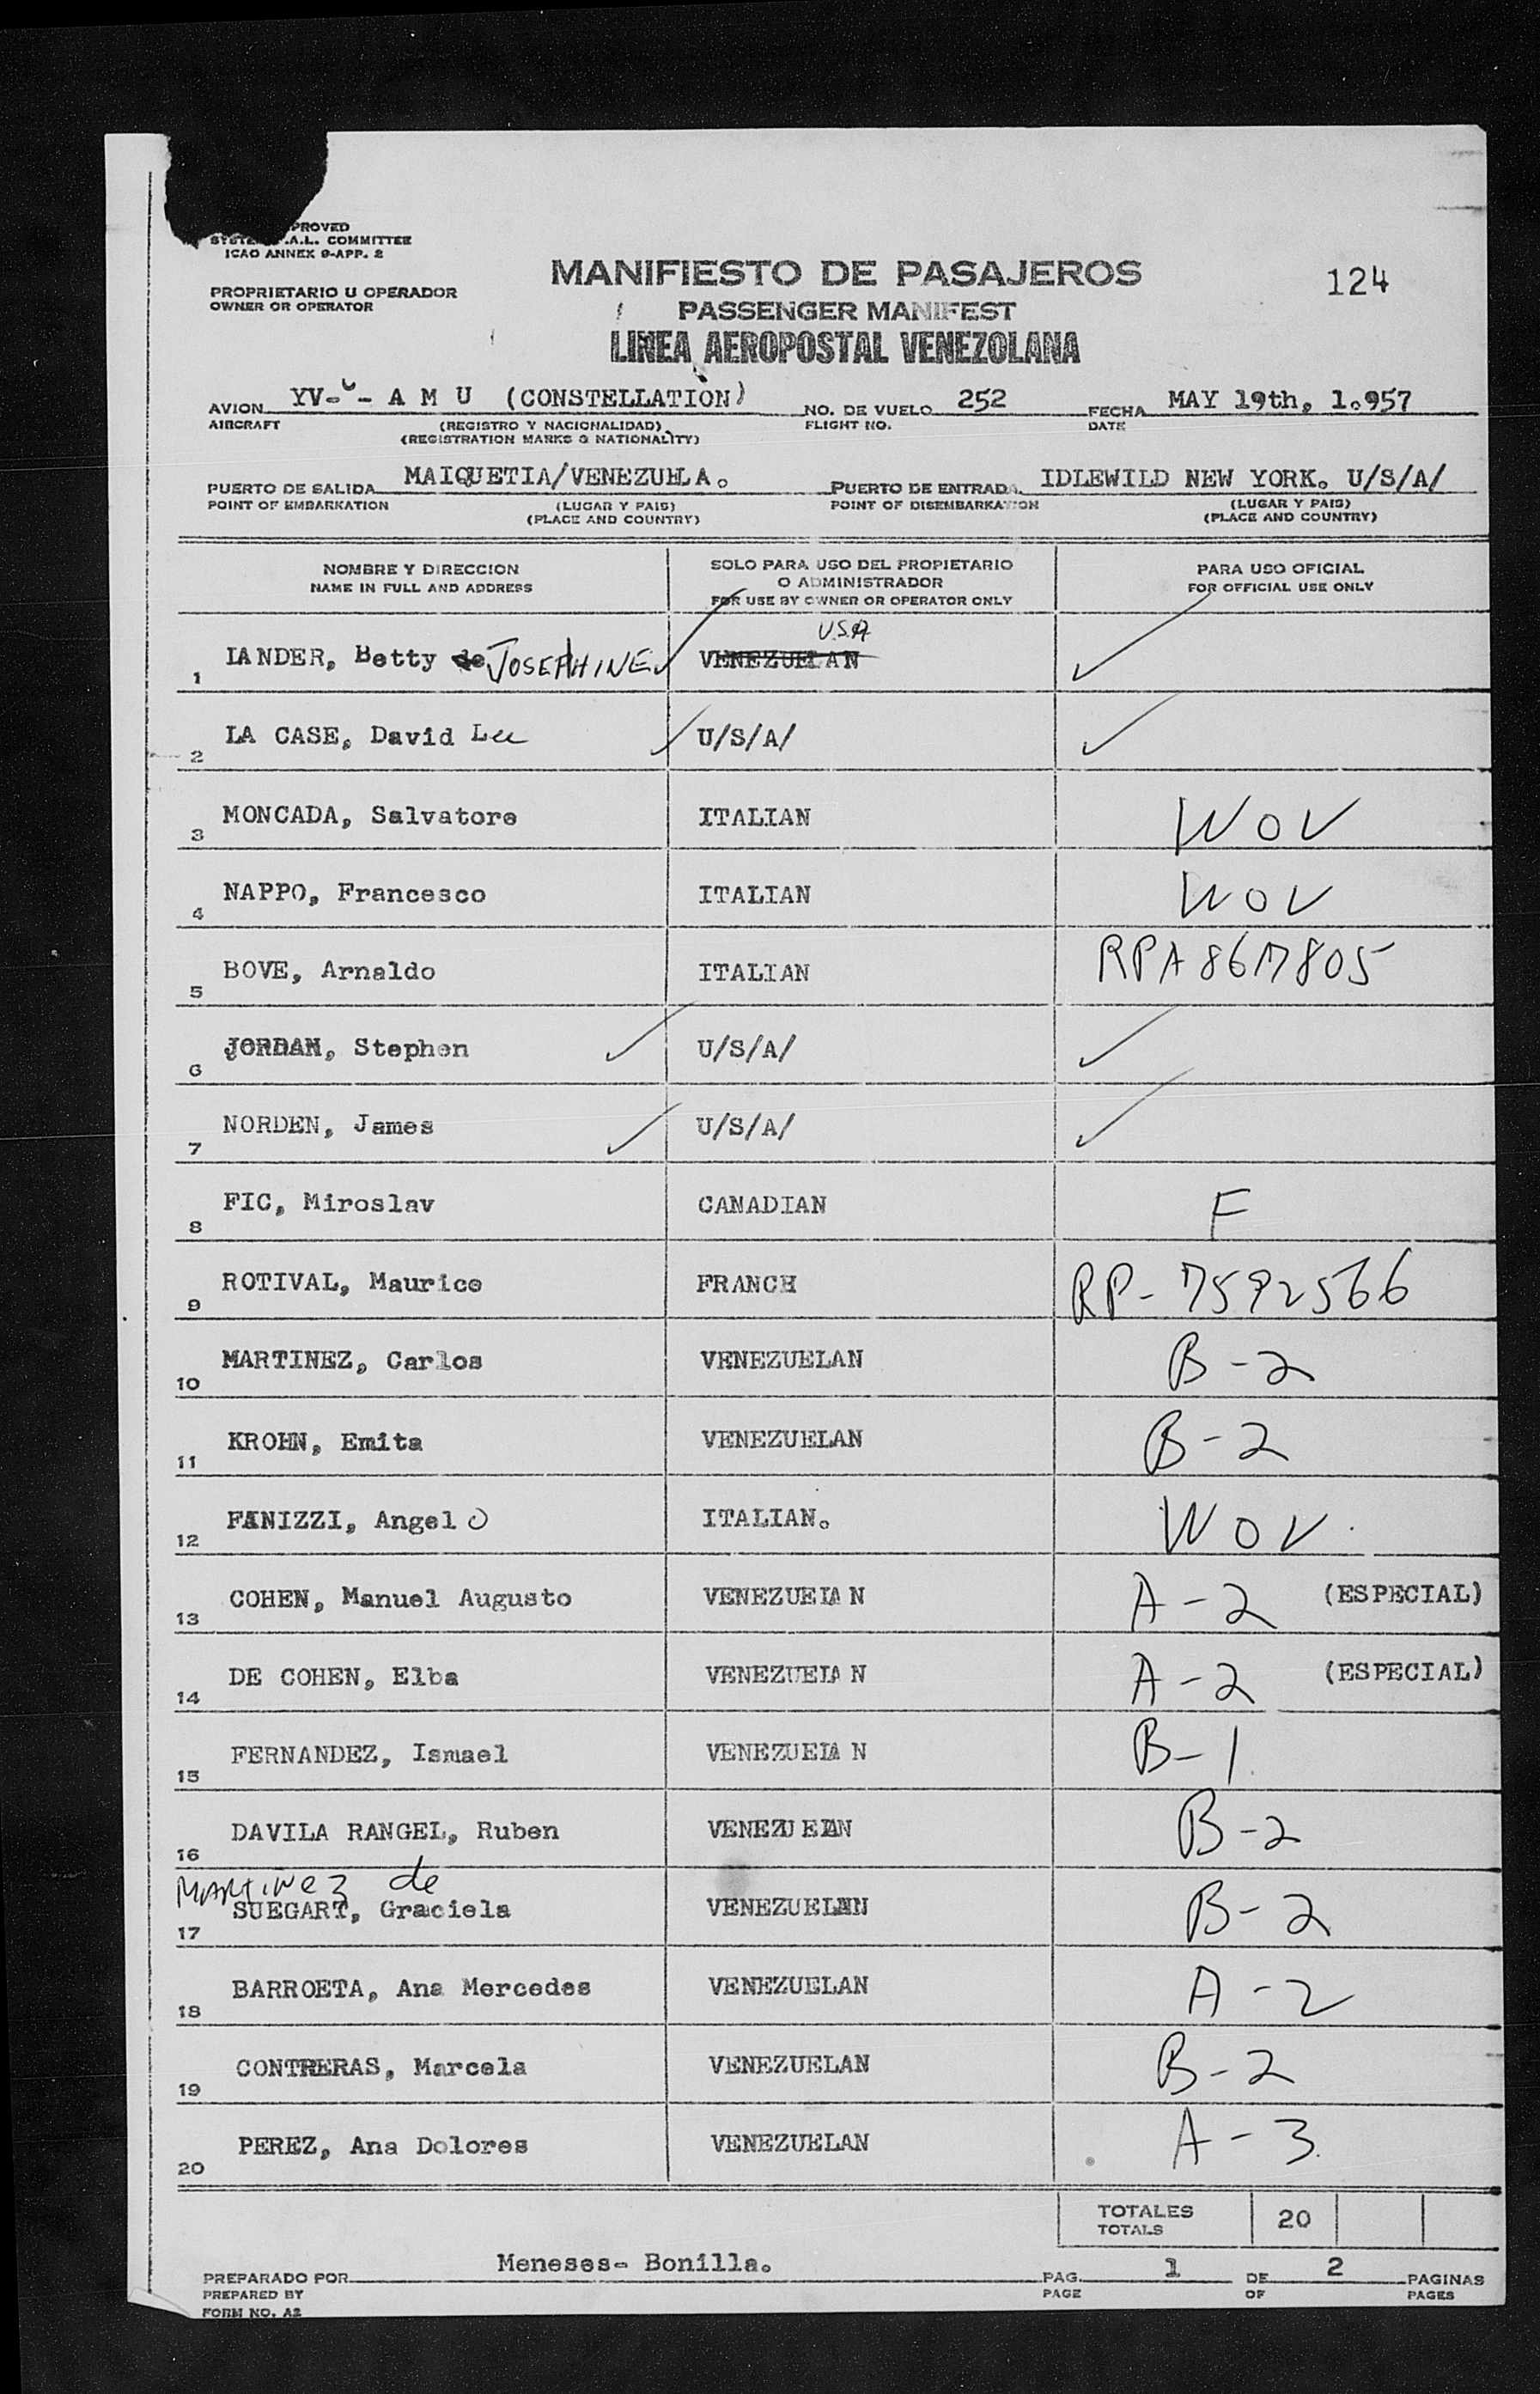 PROVED
SYSTE .A.L. COMMITTEE
ICAO ANNEX 9-APP. 2
MANIFIESTO DE PASAJEROS
124
PROPRIETARIO U OPERADOR
OWNER OR OPERATOR
PASSENGER MANIFEST
LINEA AEROPOSTAL VENEZOLANA
AVION YV-C- A M U (CONSTELLATION) NO. DE VUELO 252 FECHA MAY 19th, 1.957
AIRCRAFT (REGISTRO Y NACIONALIDAD) FLIGHT NO. DATE
(REGISTRATION MARKS & NATIONALITY)
PUERTO DE SALIDA MAIQUETIA/VENEZUELA. PUERTO DE ENTRADA IDLEWILD NEW YORK. U/S/A/
POINT OF EMBARKATION (LUGAR Y PAIS) POINT OF DISEMBARKATION (LUGAR Y PAIS)
(PLACE AND COUNTRY) (PLACE AND COUNTRY)
NOMBRE Y DIRECCION SOLO PARA USO DEL PROPIETARIO PARA USO OFICIAL
O ADMINISTRADOR
NAME IN FULL AND ADDRESS FOR USE BY OWNER OR OPERATOR ONLY FOR OFFICIAL USE ONLY
U.S.A
1 LANDER, Betty de JOSEPHINE ✓ VENEZUELAN ✓
2 LA CASE, David Lee ✓ U/S/A/ ✓
3 MONCADA, Salvatore ITALIAN WOV
4 NAPPO, Francesco ITALIAN WOV
5 BOVE, Arnaldo ITALIAN RPA867805
6 JORDAN, Stephen ✓ U/S/A/ ✓
7 NORDEN, James ✓ U/S/A/ ✓
8 FIC, Miroslav CANADIAN F
9 ROTIVAL, Maurice FRANCH RP-7592566
10 MARTINEZ, Carlos VENEZUELAN B-2
11 KROHN, Emita VENEZUELAN B-2
12 FANIZZI, Angel O ITALIAN. WOV.
13 COHEN, Manuel Augusto VENEZUELAN A-2 (ESPECIAL)
14 DE COHEN, Elba VENEZUELAN A-2 (ESPECIAL)
15 FERNANDEZ, Ismael VENEZUELAN B-1
16 DAVILA RANGEL, Ruben VENEZUELAN B-2
MARTINEZ de
17 SUEGART, Graciela VENEZUELAN B-2
18 BARROETA, Ana Mercedes VENEZUELAN A-2
19 CONTRERAS, Marcela VENEZUELAN B-2
20 PEREZ, Ana Dolores VENEZUELAN A-3
TOTALES 20
TOTALS
PREPARADO POR Meneses- Bonilla. PAG. 1 DE 2 PAGINAS
PREPARED BY PAGE OF PAGES
FORM NO. A2